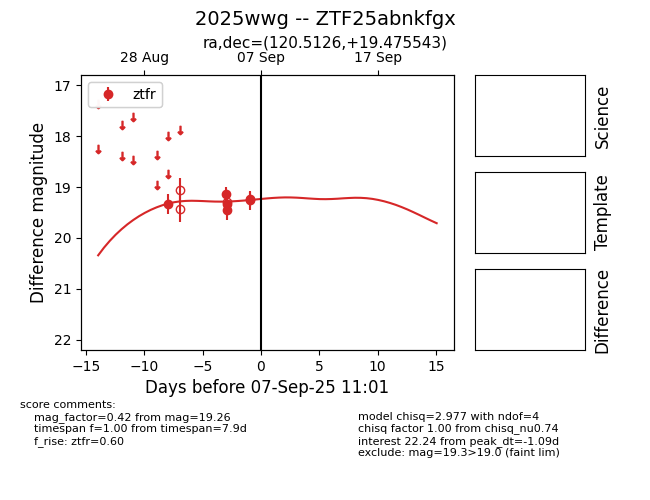 2025wwg -- ZTF25abnkfgx
ra,dec=(120.5126,+19.475543)
28 Aug
07 Sep
17 Sep
ztfr
17
18
19
20
21
22
Difference magnitude
−15
−10
−5
0
5
10
15
Days before 07-Sep-25 11:01
Science
Template
Difference
score comments:
mag_factor=0.42 from mag=19.26
timespan f=1.00 from timespan=7.9d
f_rise: ztfr=0.60
model chisq=2.977 with ndof=4
chisq factor 1.00 from chisq_nu0.74
interest 22.24 from peak_dt=-1.09d
exclude: mag=19.3>19.0 (faint lim)